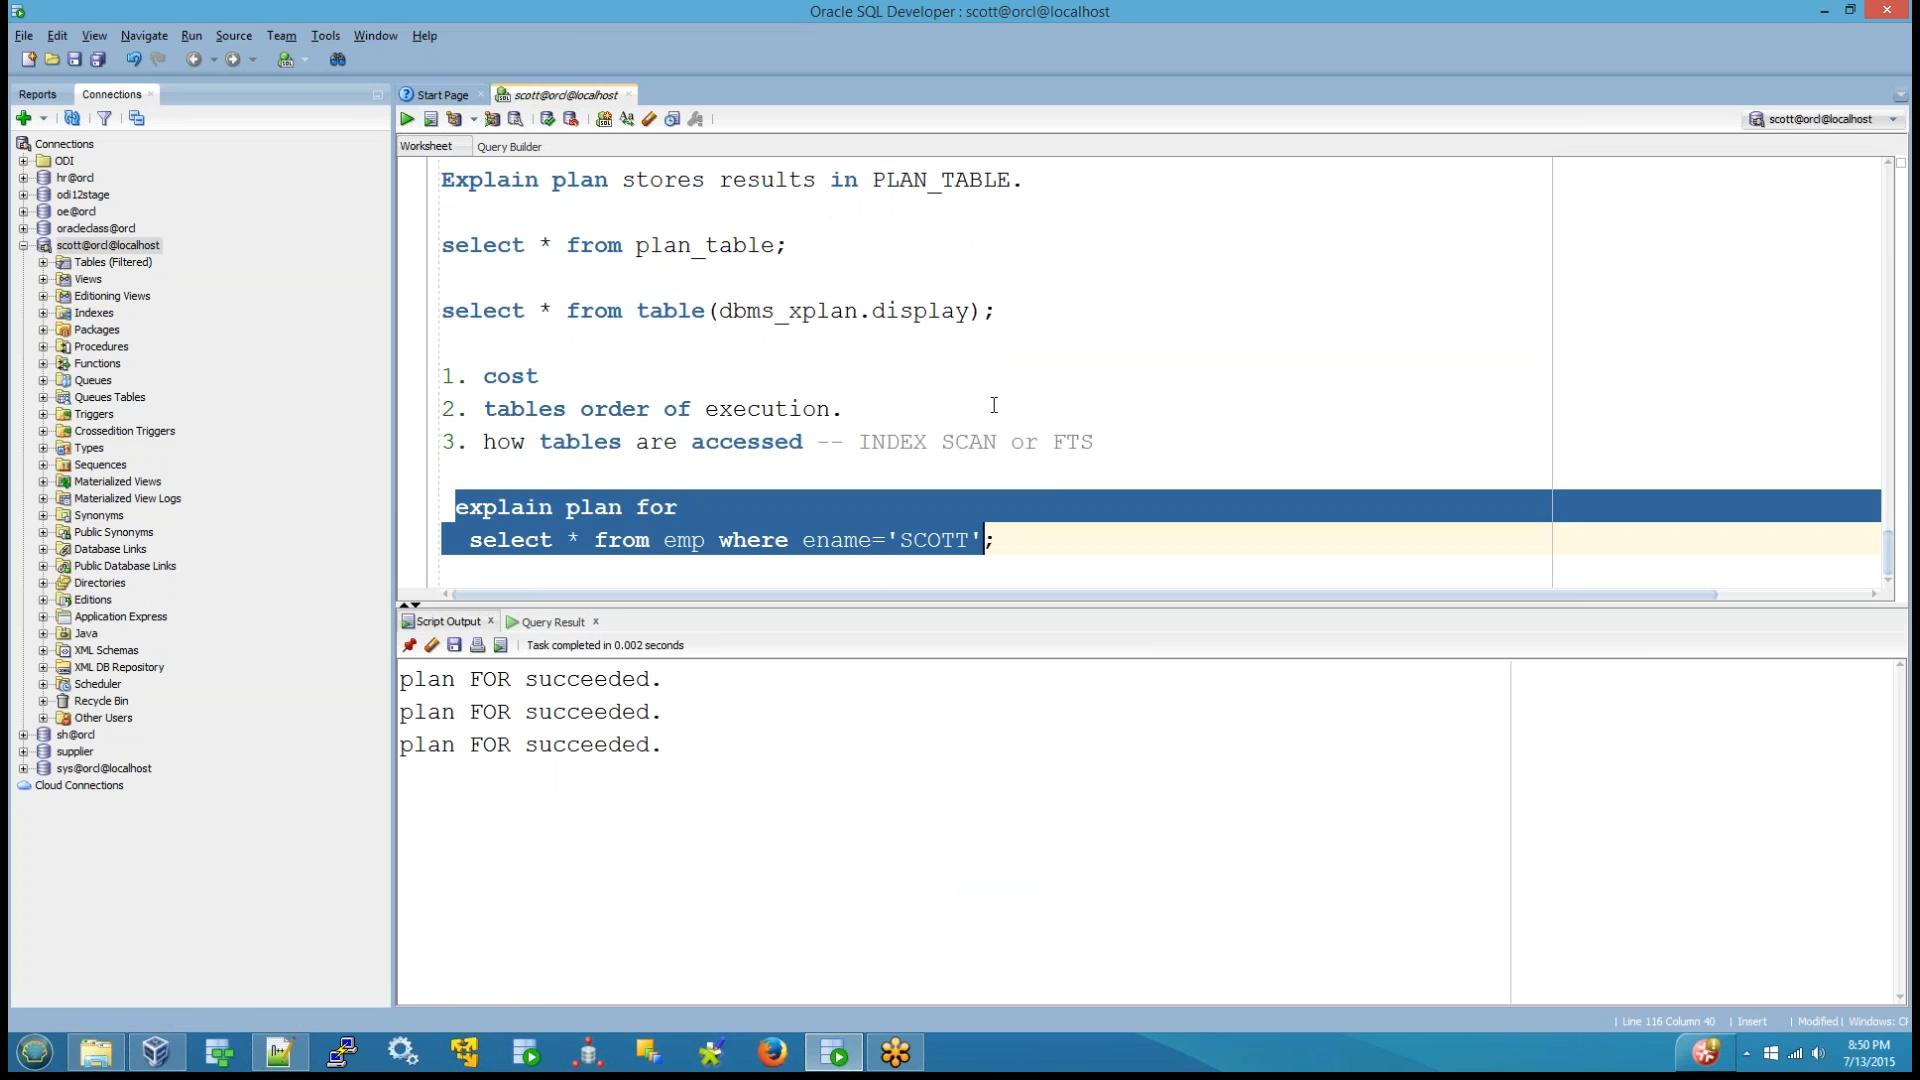 Oracle SQL Developer : scott@orcl@localhost
File Edit View Navigate Run Source Team Tools Window Help
Reports Connections
Start Page scott@orcl@localhost
scott@orcl@localhost
Worksheet Query Builder
Connections
ODI
hr@orcl
odi12stage
oe@orcl
oracleclass@orcl
scott@orcl@localhost
Tables (Filtered)
Views
Editioning Views
Indexes
Packages
Procedures
Functions
Queues
Queues Tables
Triggers
Crossedition Triggers
Types
Sequences
Materialized Views
Materialized View Logs
Synonyms
Public Synonyms
Database Links
Public Database Links
Directories
Editions
Application Express
Java
XML Schemas
XML DB Repository
Scheduler
Recycle Bin
Other Users
sh@orcl
supplier
sys@orcl@localhost
Cloud Connections
Explain plan stores results in PLAN_TABLE.
select * from plan_table;
select * from table(dbms_xplan.display);
1. cost
2. tables order of execution.
3. how tables are accessed -- INDEX SCAN or FTS
explain plan for
select * from emp where ename='SCOTT';
Script Output Query Result
Task completed in 0.002 seconds
plan FOR succeeded.
plan FOR succeeded.
plan FOR succeeded.
Line 116 Column 40 Insert Modified Windows:
8:50 PM
7/13/2015